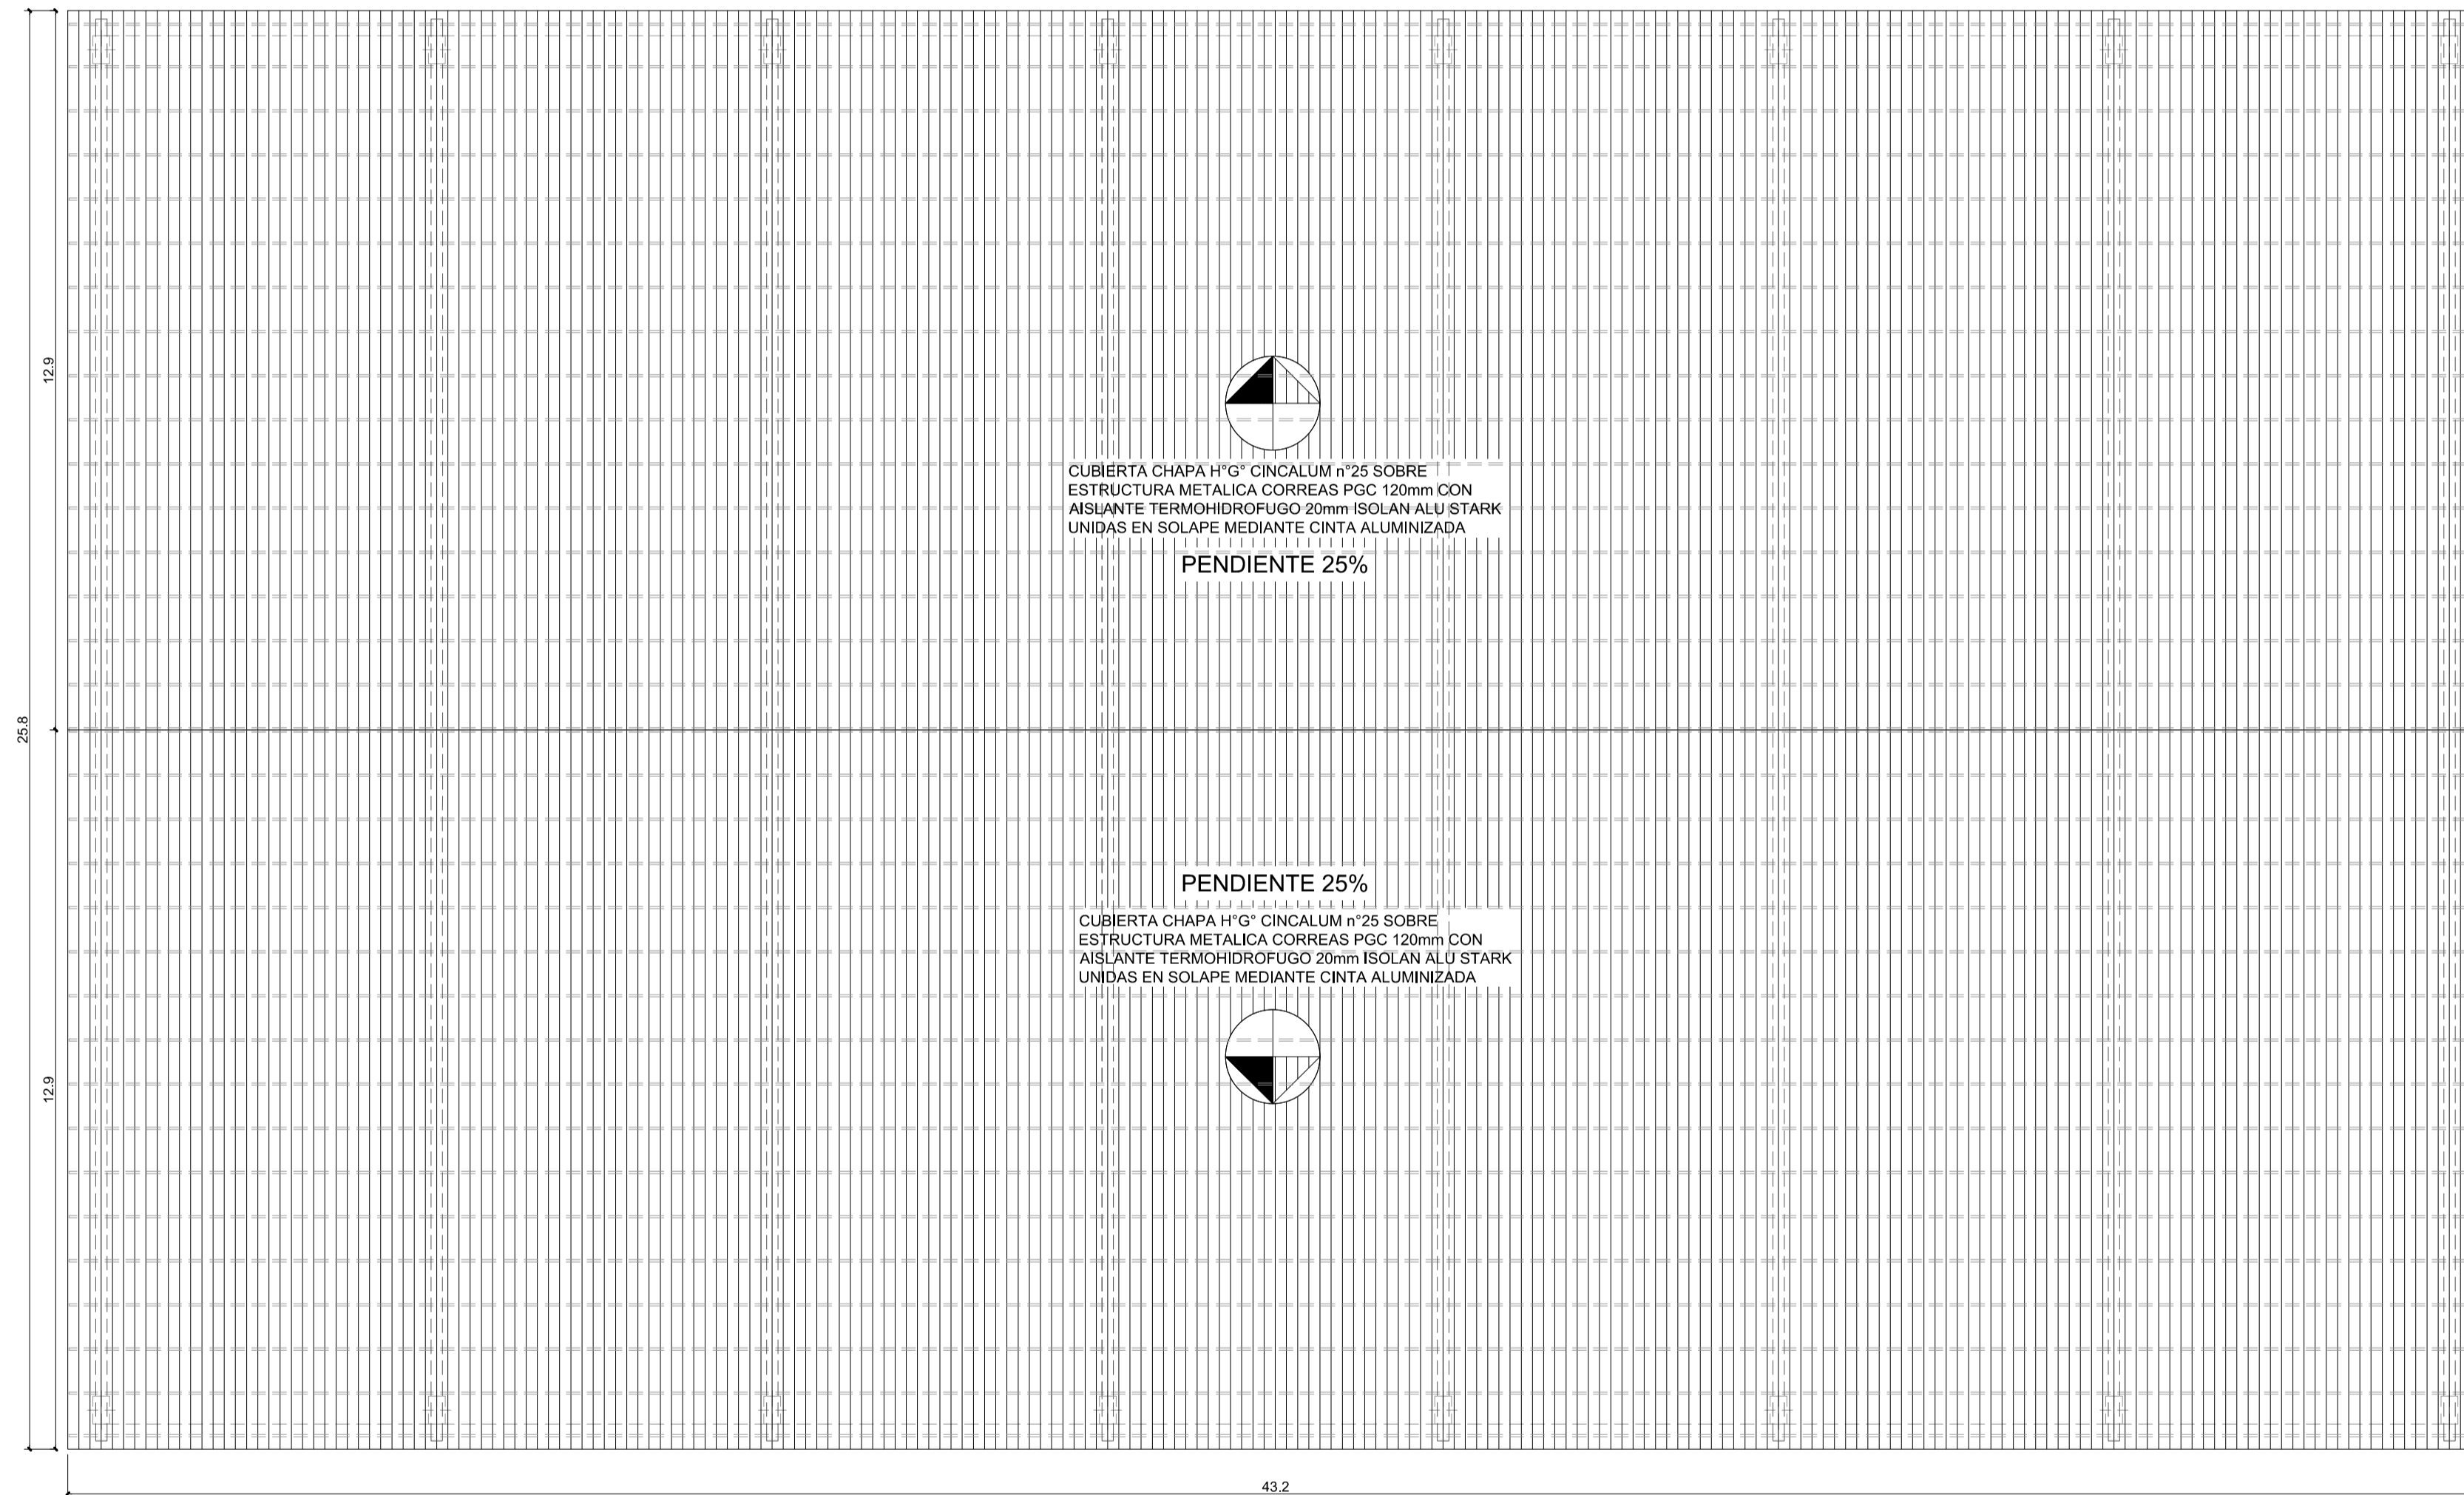 12.9
CUBIERTA CHAPA H°G° CINCALUM n°25 SOBRE
ESTRUCTURA METALICA CORREAS PGC 120mm CON
AISLANTE TERMOHIDROFUGO 20mm ISOLAN ALU STARK
UNIDAS EN SOLAPE MEDIANTE CINTA ALUMINIZADA
PENDIENTE 25%
25.8
PENDIENTE 25%
CUBIERTA CHAPA H°G° CINCALUM n°25 SOBRE
ESTRUCTURA METALICA CORREAS PGC 120mm CON
AISLANTE TERMOHIDROFUGO 20mm ISOLAN ALU STARK
UNIDAS EN SOLAPE MEDIANTE CINTA ALUMINIZADA
12.9
43.2